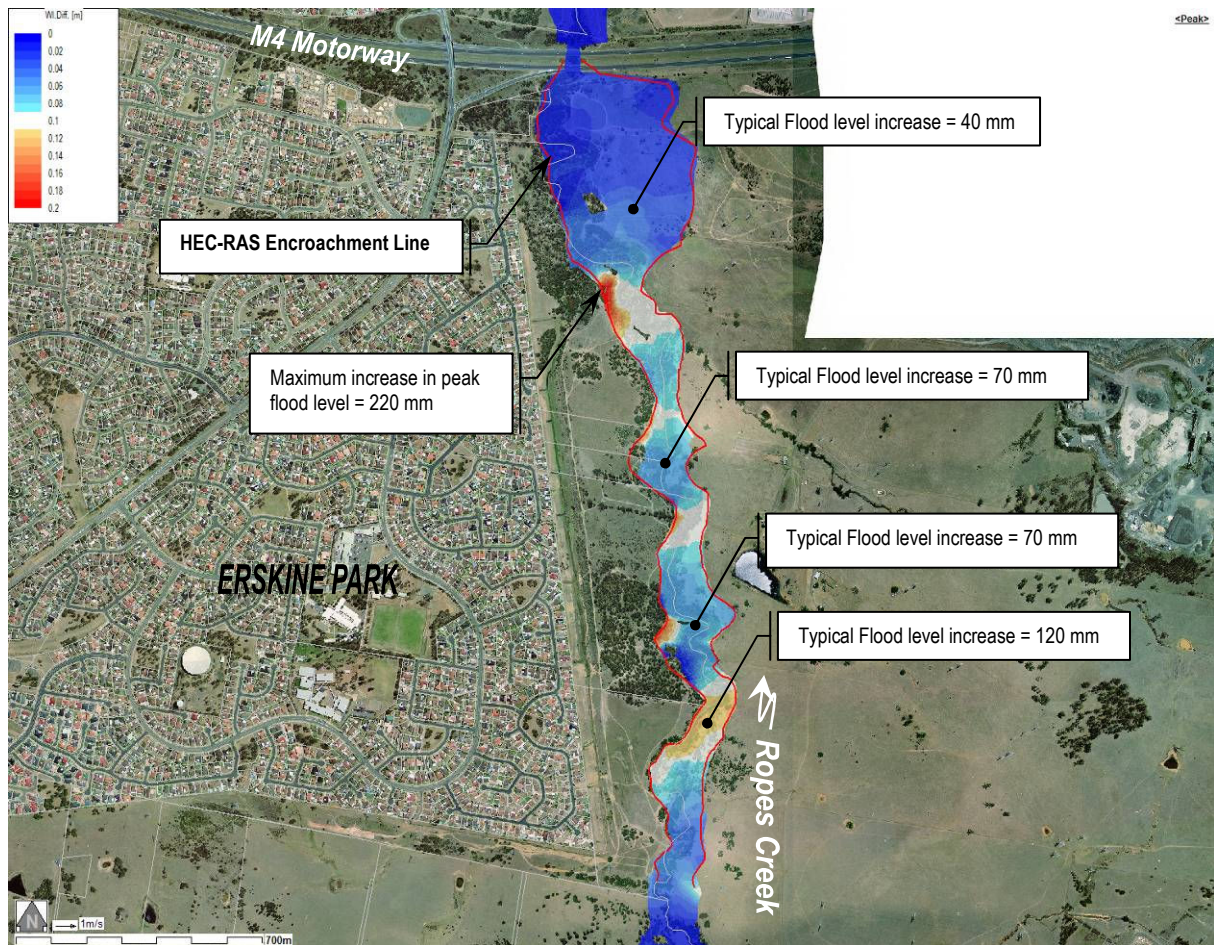 Wl.Diff. [m]
0
0.02
0.04
0.06
0.08
0.1
0.12
0.14
0.16
0.18
0.2
<Peak>
M4 Motorway
Typical Flood level increase = 40 mm
HEC-RAS Encroachment Line
Maximum increase in peak
flood level = 220 mm
Typical Flood level increase = 70 mm
Typical Flood level increase = 70 mm
ERSKINE PARK
Typical Flood level increase = 120 mm
Ropes Creek
N
1m/s
700m